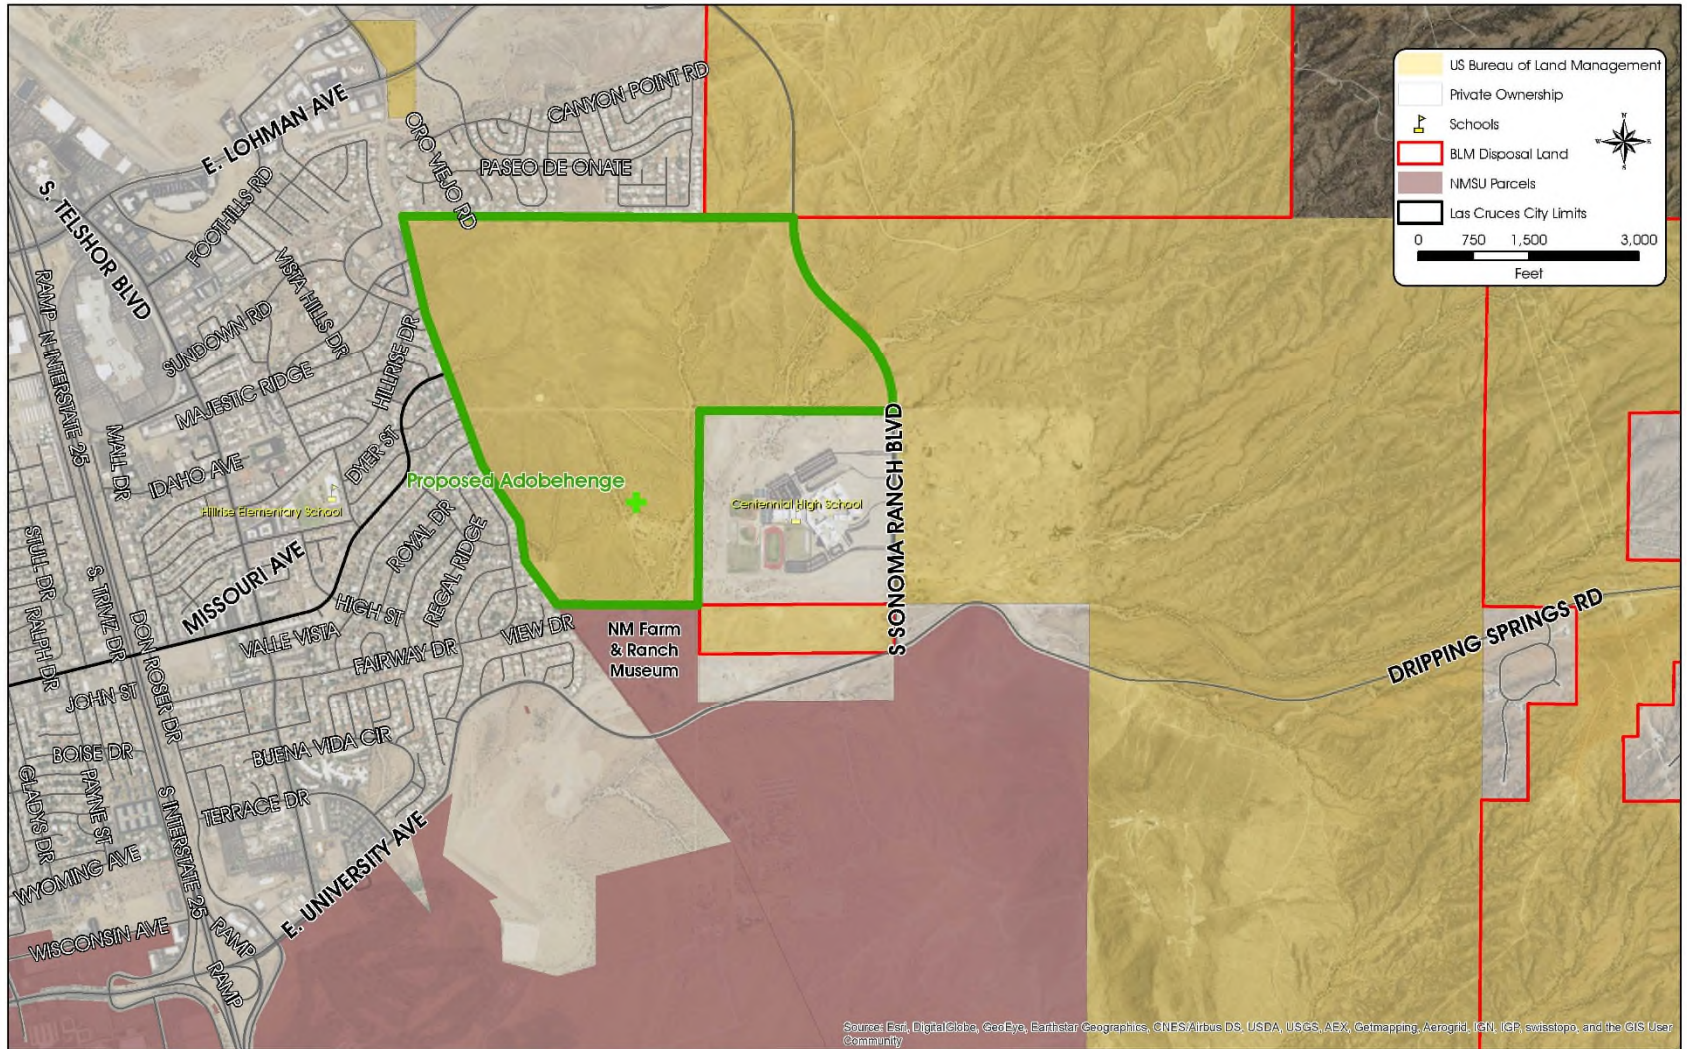 US Bureau of Land Management
Private Ownership
Schools
BLM Disposal Land
NMSU Parcels
Las Cruces City Limits
0 750 1,500 3,000
Feet
N
W E
S
E. LOHMAN AVE
CANYON POINT RD
ORO VIEJO RD
PASEO DE ONATE
S. TELSHOR BLVD
FOOTHILLS RD
VISTA HILLS DR
RAMP N INTERSTATE 25
SUNDOWN RD
HILLRISE DR
MAJESTIC RIDGE
MALL DR
IDAHO AVE
DYER ST
Proposed Adobehenge
Hillrise Elementary School
Centennial High School
S SONOMA RANCH BLVD
ROYAL DR
REGAL RIDGE
STULL DR
MISSOURI AVE
S. TRIVIZ DR
HIGH ST
RALPH DR
DON ROSER DR
VALLE VISTA
FAIRWAY DR
VIEW DR
NM Farm
& Ranch
Museum
DRIPPING SPRINGS RD
JOHN ST
BOISE DR
BUENA VIDA CIR
GLADYS DR
PAYNE ST
S INTERSTATE 25
TERRACE DR
WYOMING AVE
E. UNIVERSITY AVE
WISCONSIN AVE
RAMP
RAMP
Source: Esri, DigitalGlobe, GeoEye, Earthstar Geographics, CNES/Airbus DS, USDA, USGS, AEX, Getmapping, Aerogrid, IGN, IGP, swisstopo, and the GIS User
Community